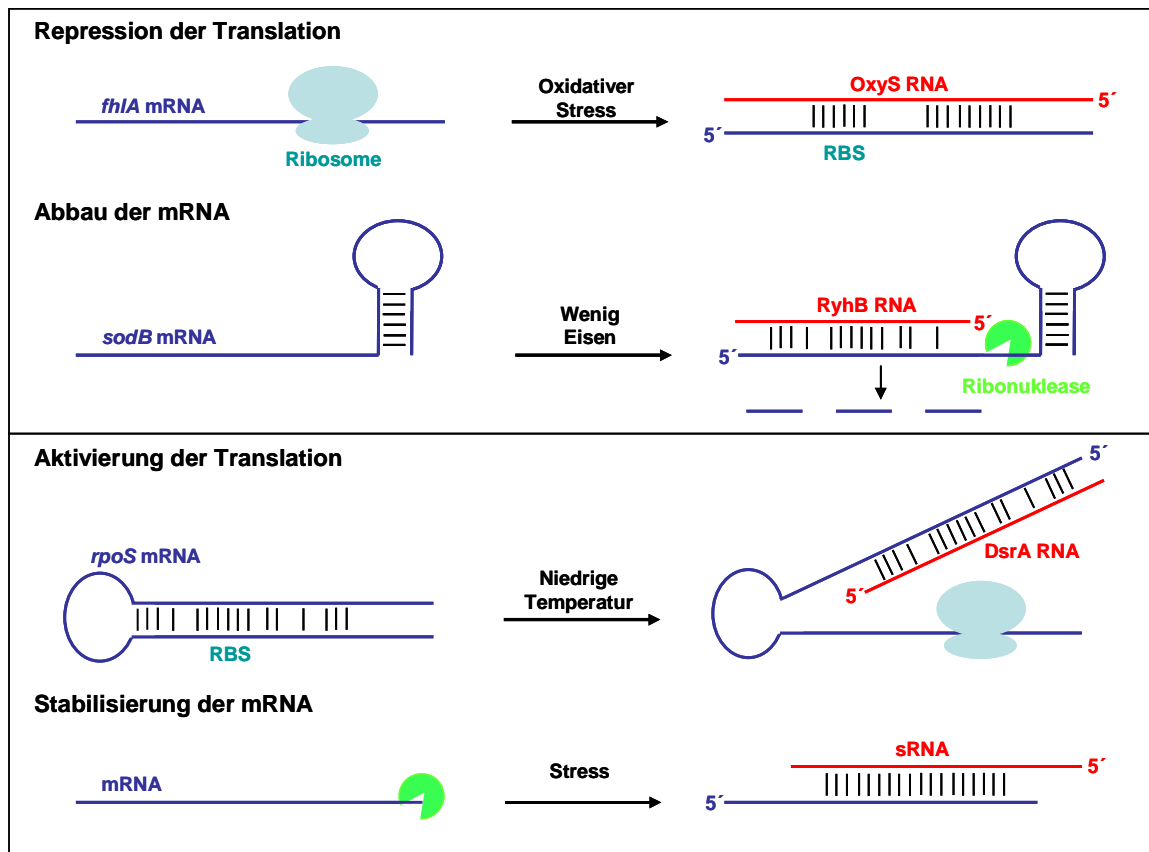 Repression der Translation
fhlA mRNA
Ribosome
Oxidativer
Stress
OxyS RNA
5´
5´
RBS
Abbau der mRNA
sodB mRNA
Wenig
Eisen
RyhB RNA
5´
5´
Ribonuklease
Aktivierung der Translation
rpoS mRNA
RBS
Niedrige
Temperatur
5´
DsrA RNA
5´
Stabilisierung der mRNA
mRNA
Stress
sRNA
5´
5´